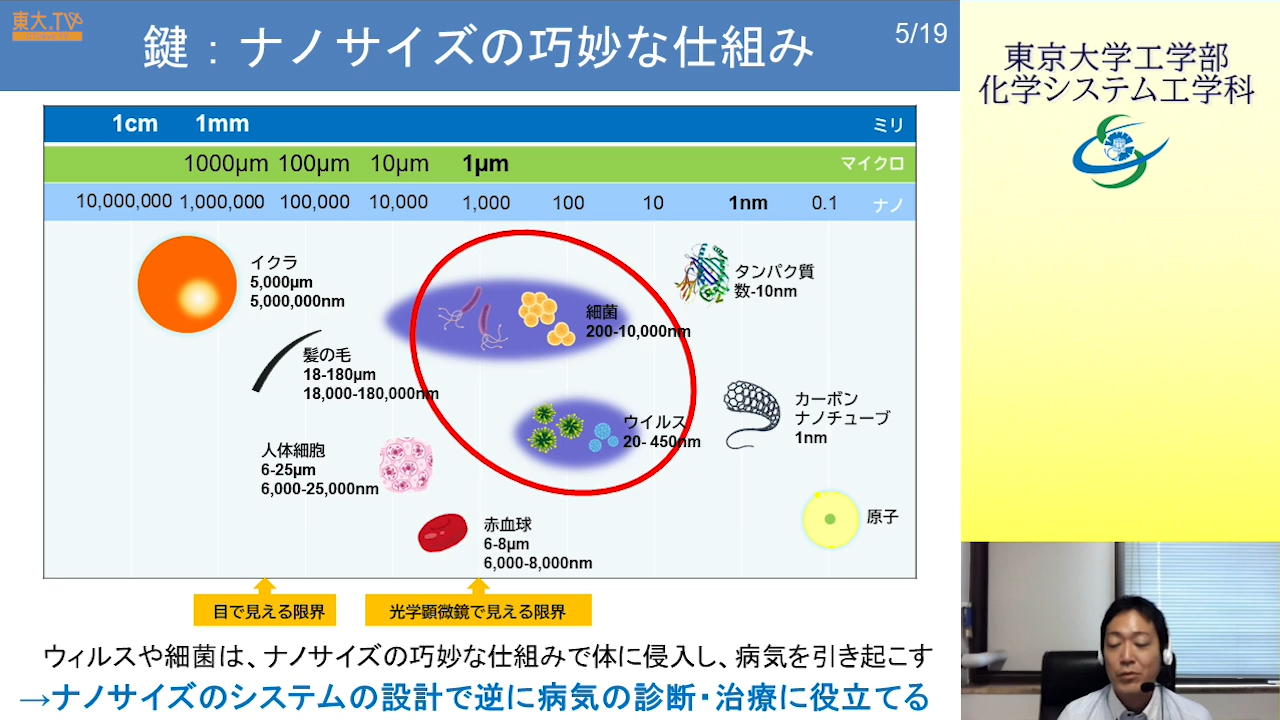 東大.TV
鍵：ナノサイズの巧妙な仕組み
5/19
1cm 1mm ミリ
1000μm 100μm 10μm 1μm マイクロ
10,000,000 1,000,000 100,000 10,000 1,000 100 10 1nm 0.1 ナノ
イクラ
5,000μm
5,000,000nm
髪の毛
18-180μm
18,000-180,000nm
人体細胞
6-25μm
6,000-25,000nm
赤血球
6-8μm
6,000-8,000nm
細菌
200-10,000nm
ウイルス
20- 450nm
タンパク質
数-10nm
カーボン
ナノチューブ
1nm
原子
目で見える限界
光学顕微鏡で見える限界
ウィルスや細菌は、ナノサイズの巧妙な仕組みで体に侵入し、病気を引き起こす
→ナノサイズのシステムの設計で逆に病気の診断・治療に役立てる
東京大学工学部
化学システム工学科